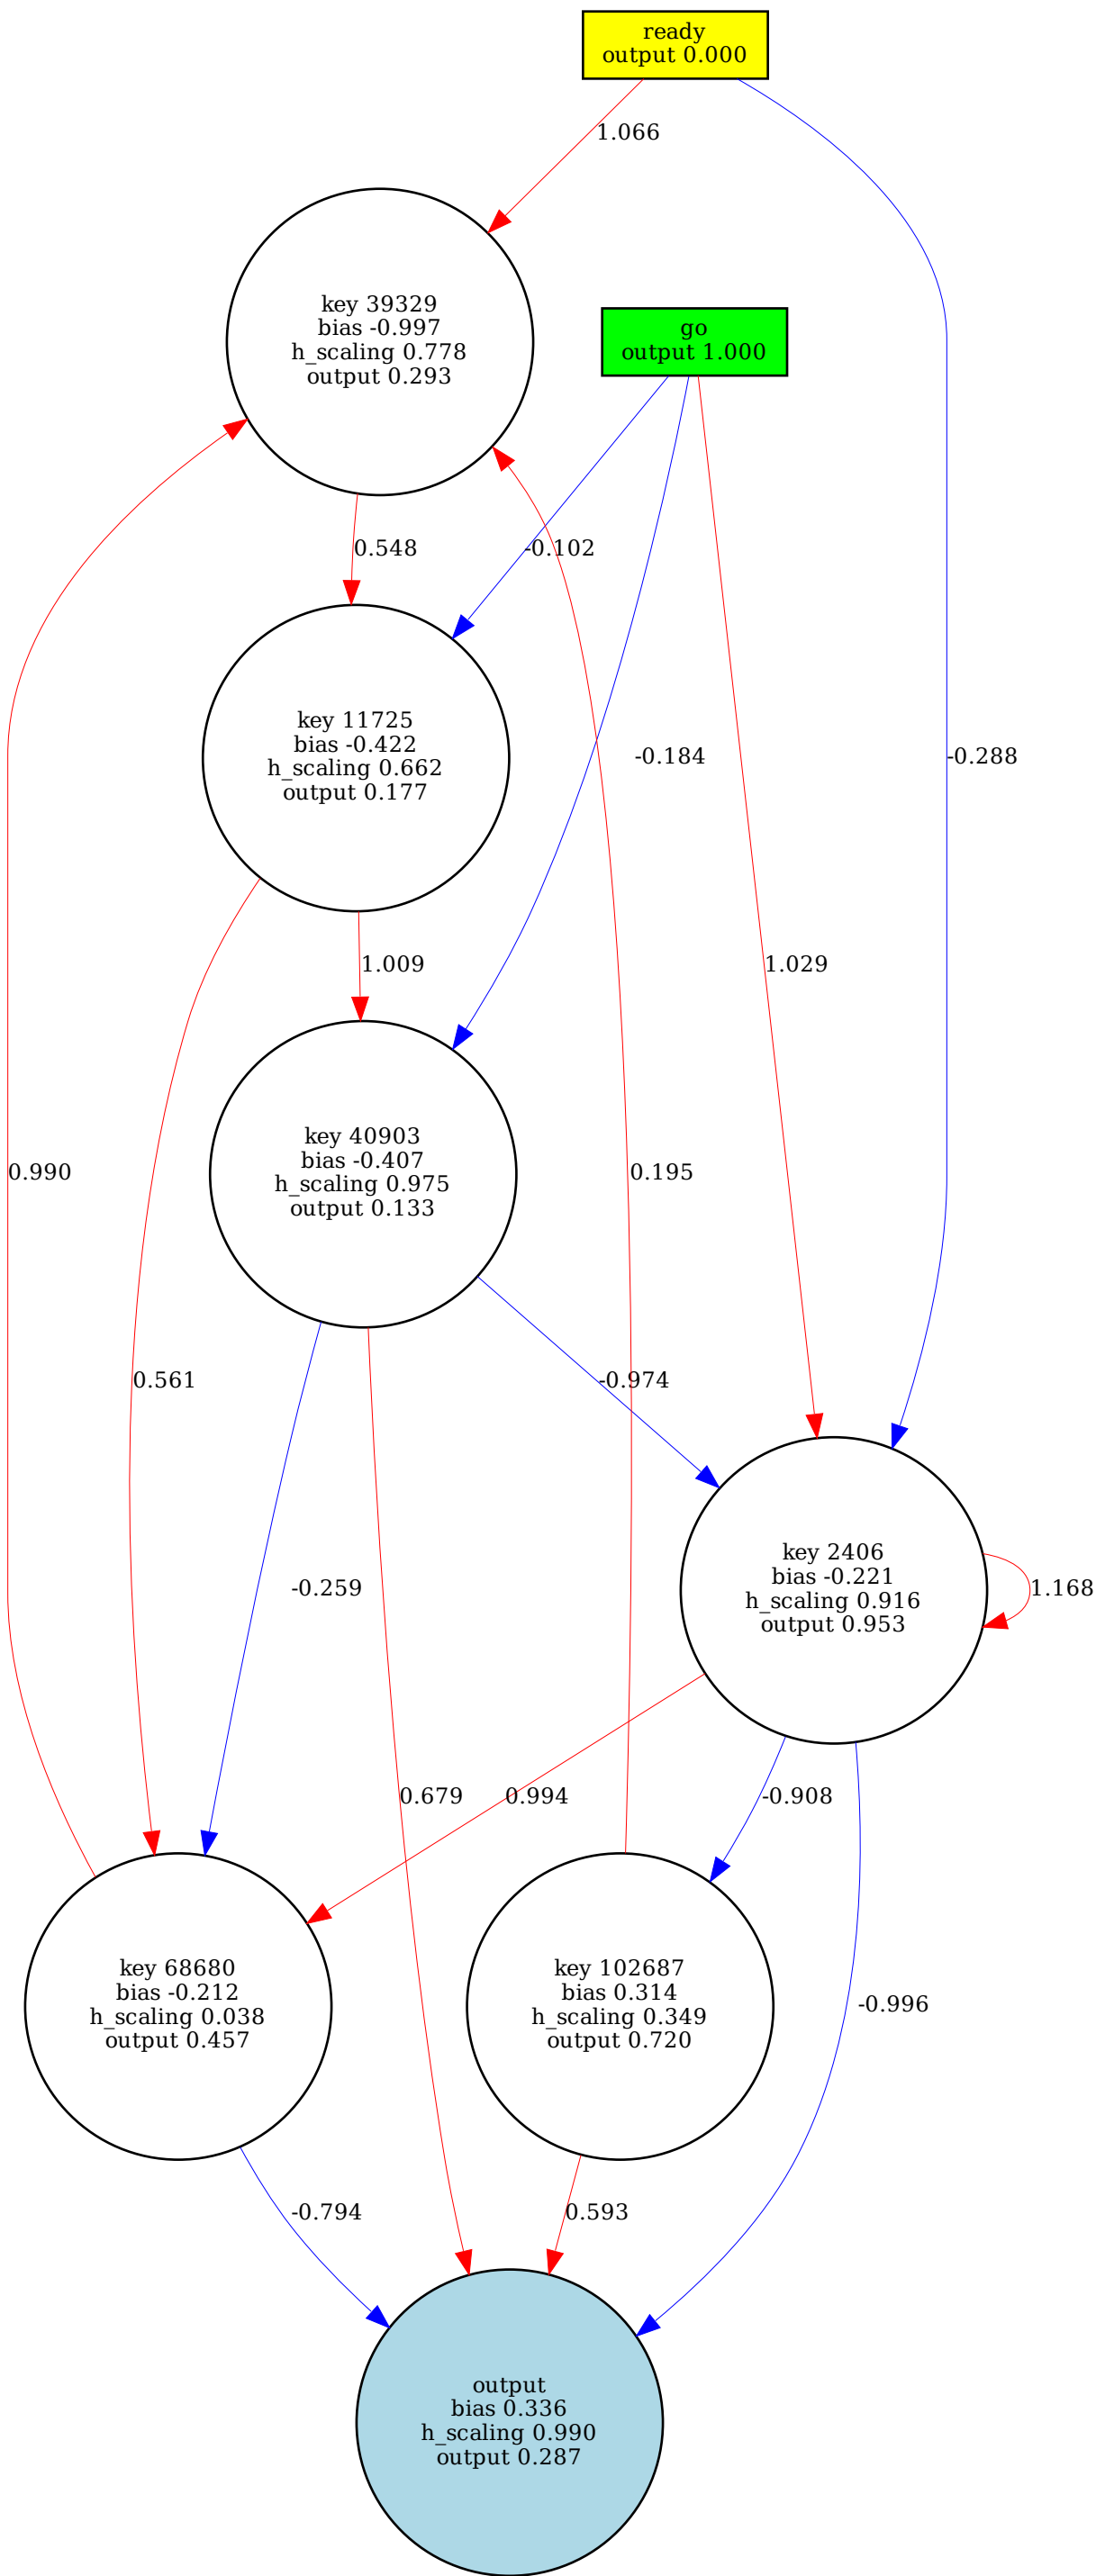 ready
output 0.000
1.066
key 39329
bias -0.997
h_scaling 0.778
output 0.293
go
output 1.000
0.548
-0.102
key 11725
bias -0.422
h_scaling 0.662
output 0.177
-0.184
-0.288
1.009
1.029
key 40903
bias -0.407
h_scaling 0.975
output 0.133
0.990
0.195
0.561
-0.974
key 2406
bias -0.221
h_scaling 0.916
output 0.953
-0.259
1.168
0.679
0.994
-0.908
key 68680
bias -0.212
h_scaling 0.038
output 0.457
key 102687
bias 0.314
h_scaling 0.349
output 0.720
-0.996
-0.794
0.593
output
bias 0.336
h_scaling 0.990
output 0.287